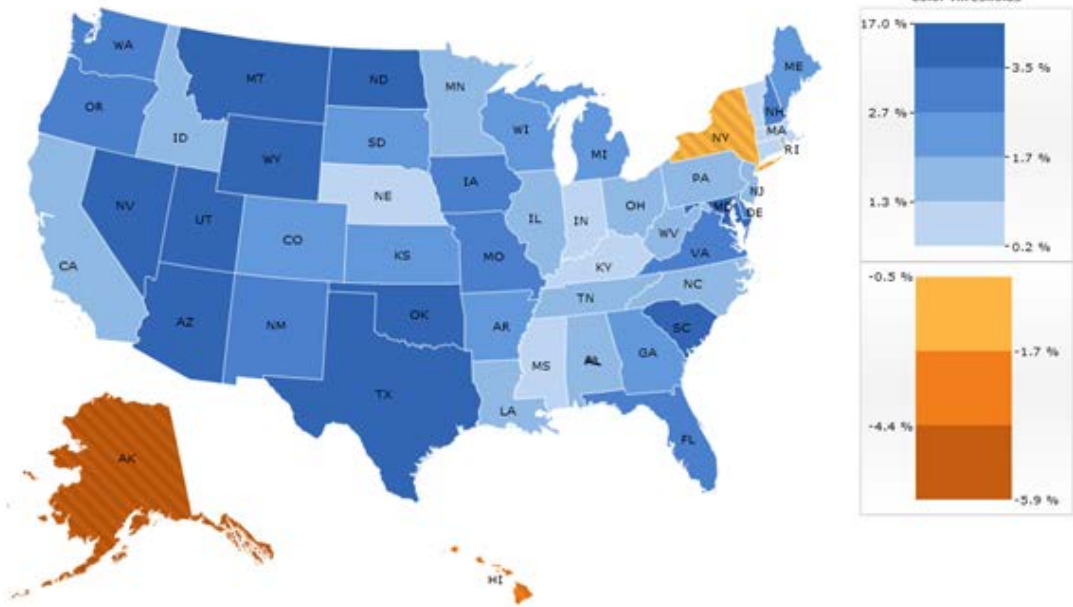 17.0 %
3.5 %
2.7 %
1.7 %
1.3 %
0.2 %
-0.5 %
-1.7 %
-4.4 %
-5.9 %
WA
MT
ND
MN
ME
OR
ID
SD
WI
MI
NY
NH
MA
RI
WY
IA
NE
PA
NJ
NV
UT
CO
KS
MO
IL
IN
OH
WV
MD
DE
VA
KY
CA
AZ
NM
OK
AR
TN
NC
SC
MS
AL
GA
TX
LA
FL
AK
HI